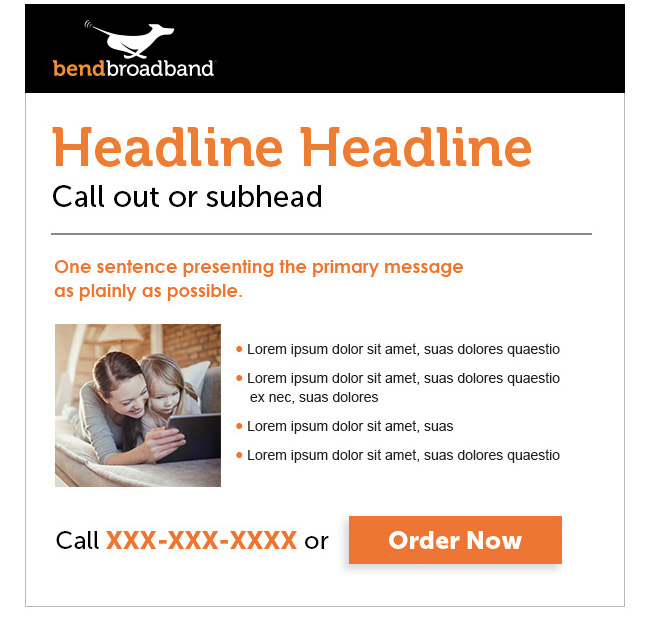 bendbroadband
Headline Headline
Call out or subhead
One sentence presenting the primary message
as plainly as possible.
• Lorem ipsum dolor sit amet, suas dolores quaestio
• Lorem ipsum dolor sit amet, suas dolores quaestio
ex nec, suas dolores
• Lorem ipsum dolor sit amet, suas
• Lorem ipsum dolor sit amet, suas dolores quaestio
Call XXX-XXX-XXXX or Order Now